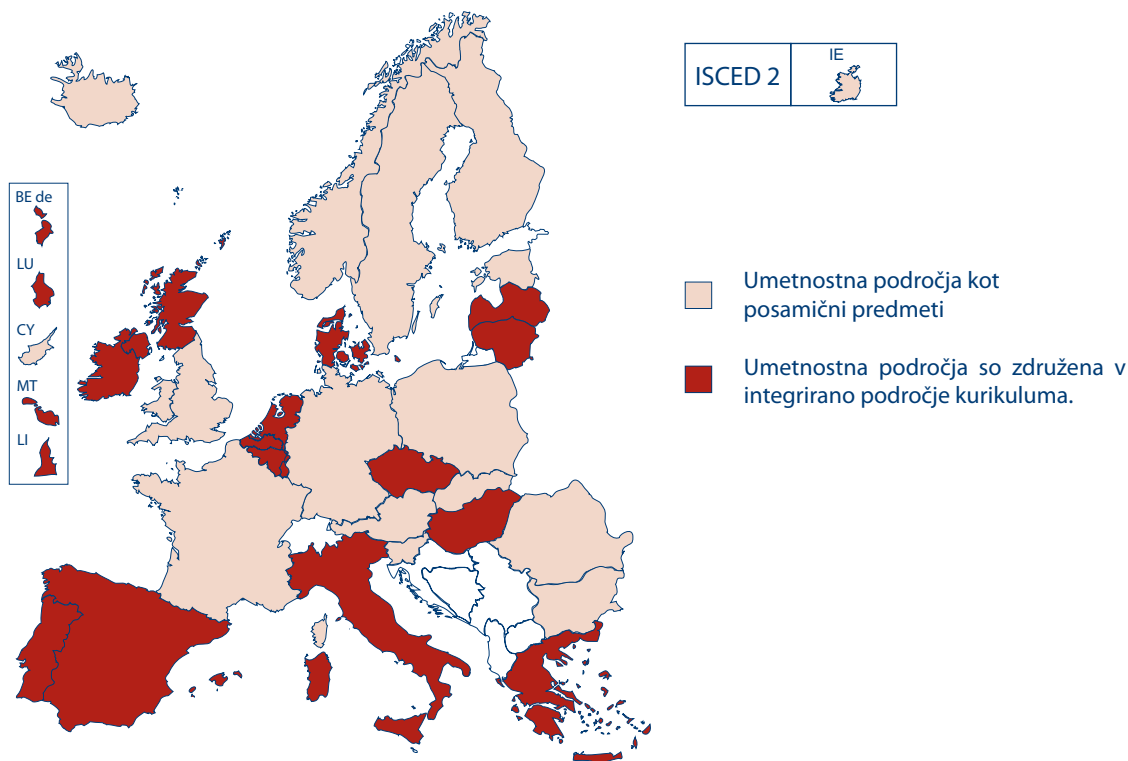 ISCED 2
IE
BE de
LU
CY
MT
LI
Umetnostna področja kot
posamični predmeti
Umetnostna področja so združena v
integrirano področje kurikuluma.